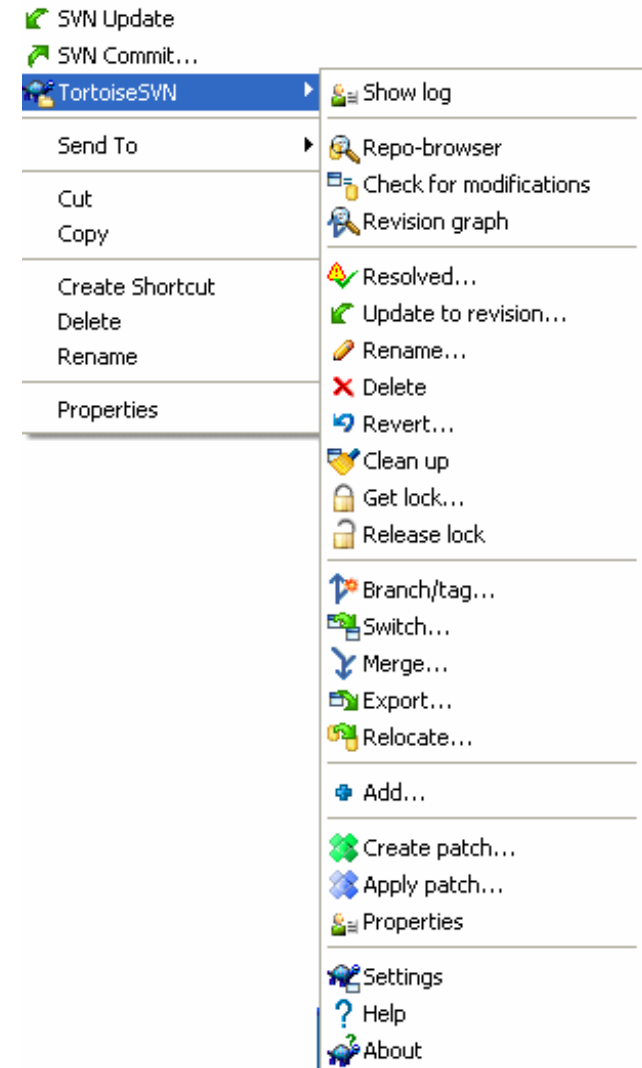 SVN Update
SVN Commit...
TortoiseSVN
Send To
Cut
Copy
Create Shortcut
Delete
Rename
Properties
Show log
Repo-browser
Check for modifications
Revision graph
Resolved...
Update to revision...
Rename...
Delete
Revert...
Clean up
Get lock...
Release lock
Branch/tag...
Switch...
Merge...
Export...
Relocate...
Add...
Create patch...
Apply patch...
Properties
Settings
Help
About